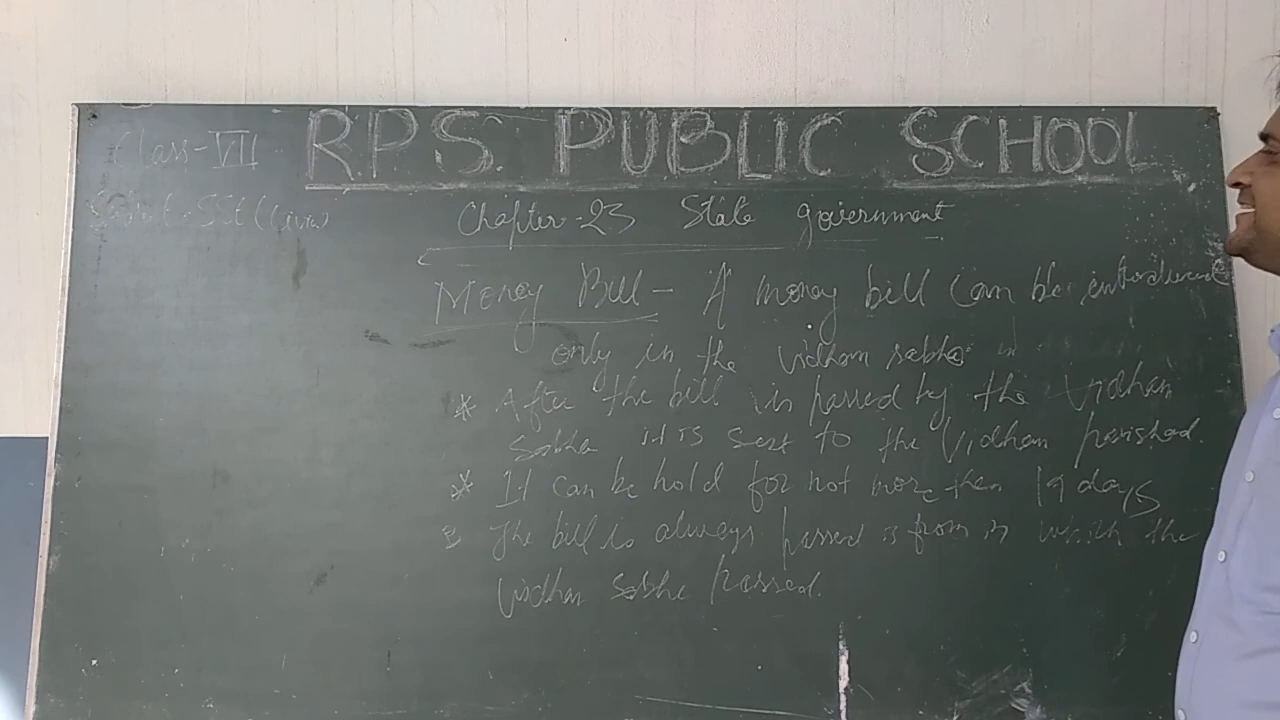 R.P.S. PUBLIC SCHOOL
Class-VII
SSt (Civics)
Chapter-23 State government
Money Bill - A money bill can be introduced
only in the vidhan sabha
* After the bill is passed by the Vidhan
Sabha it is sent to the Vidhan parishad.
* It can be hold for not more then 14 days
* The bill is always passed is from in which the
Vidhan Sabha passed.